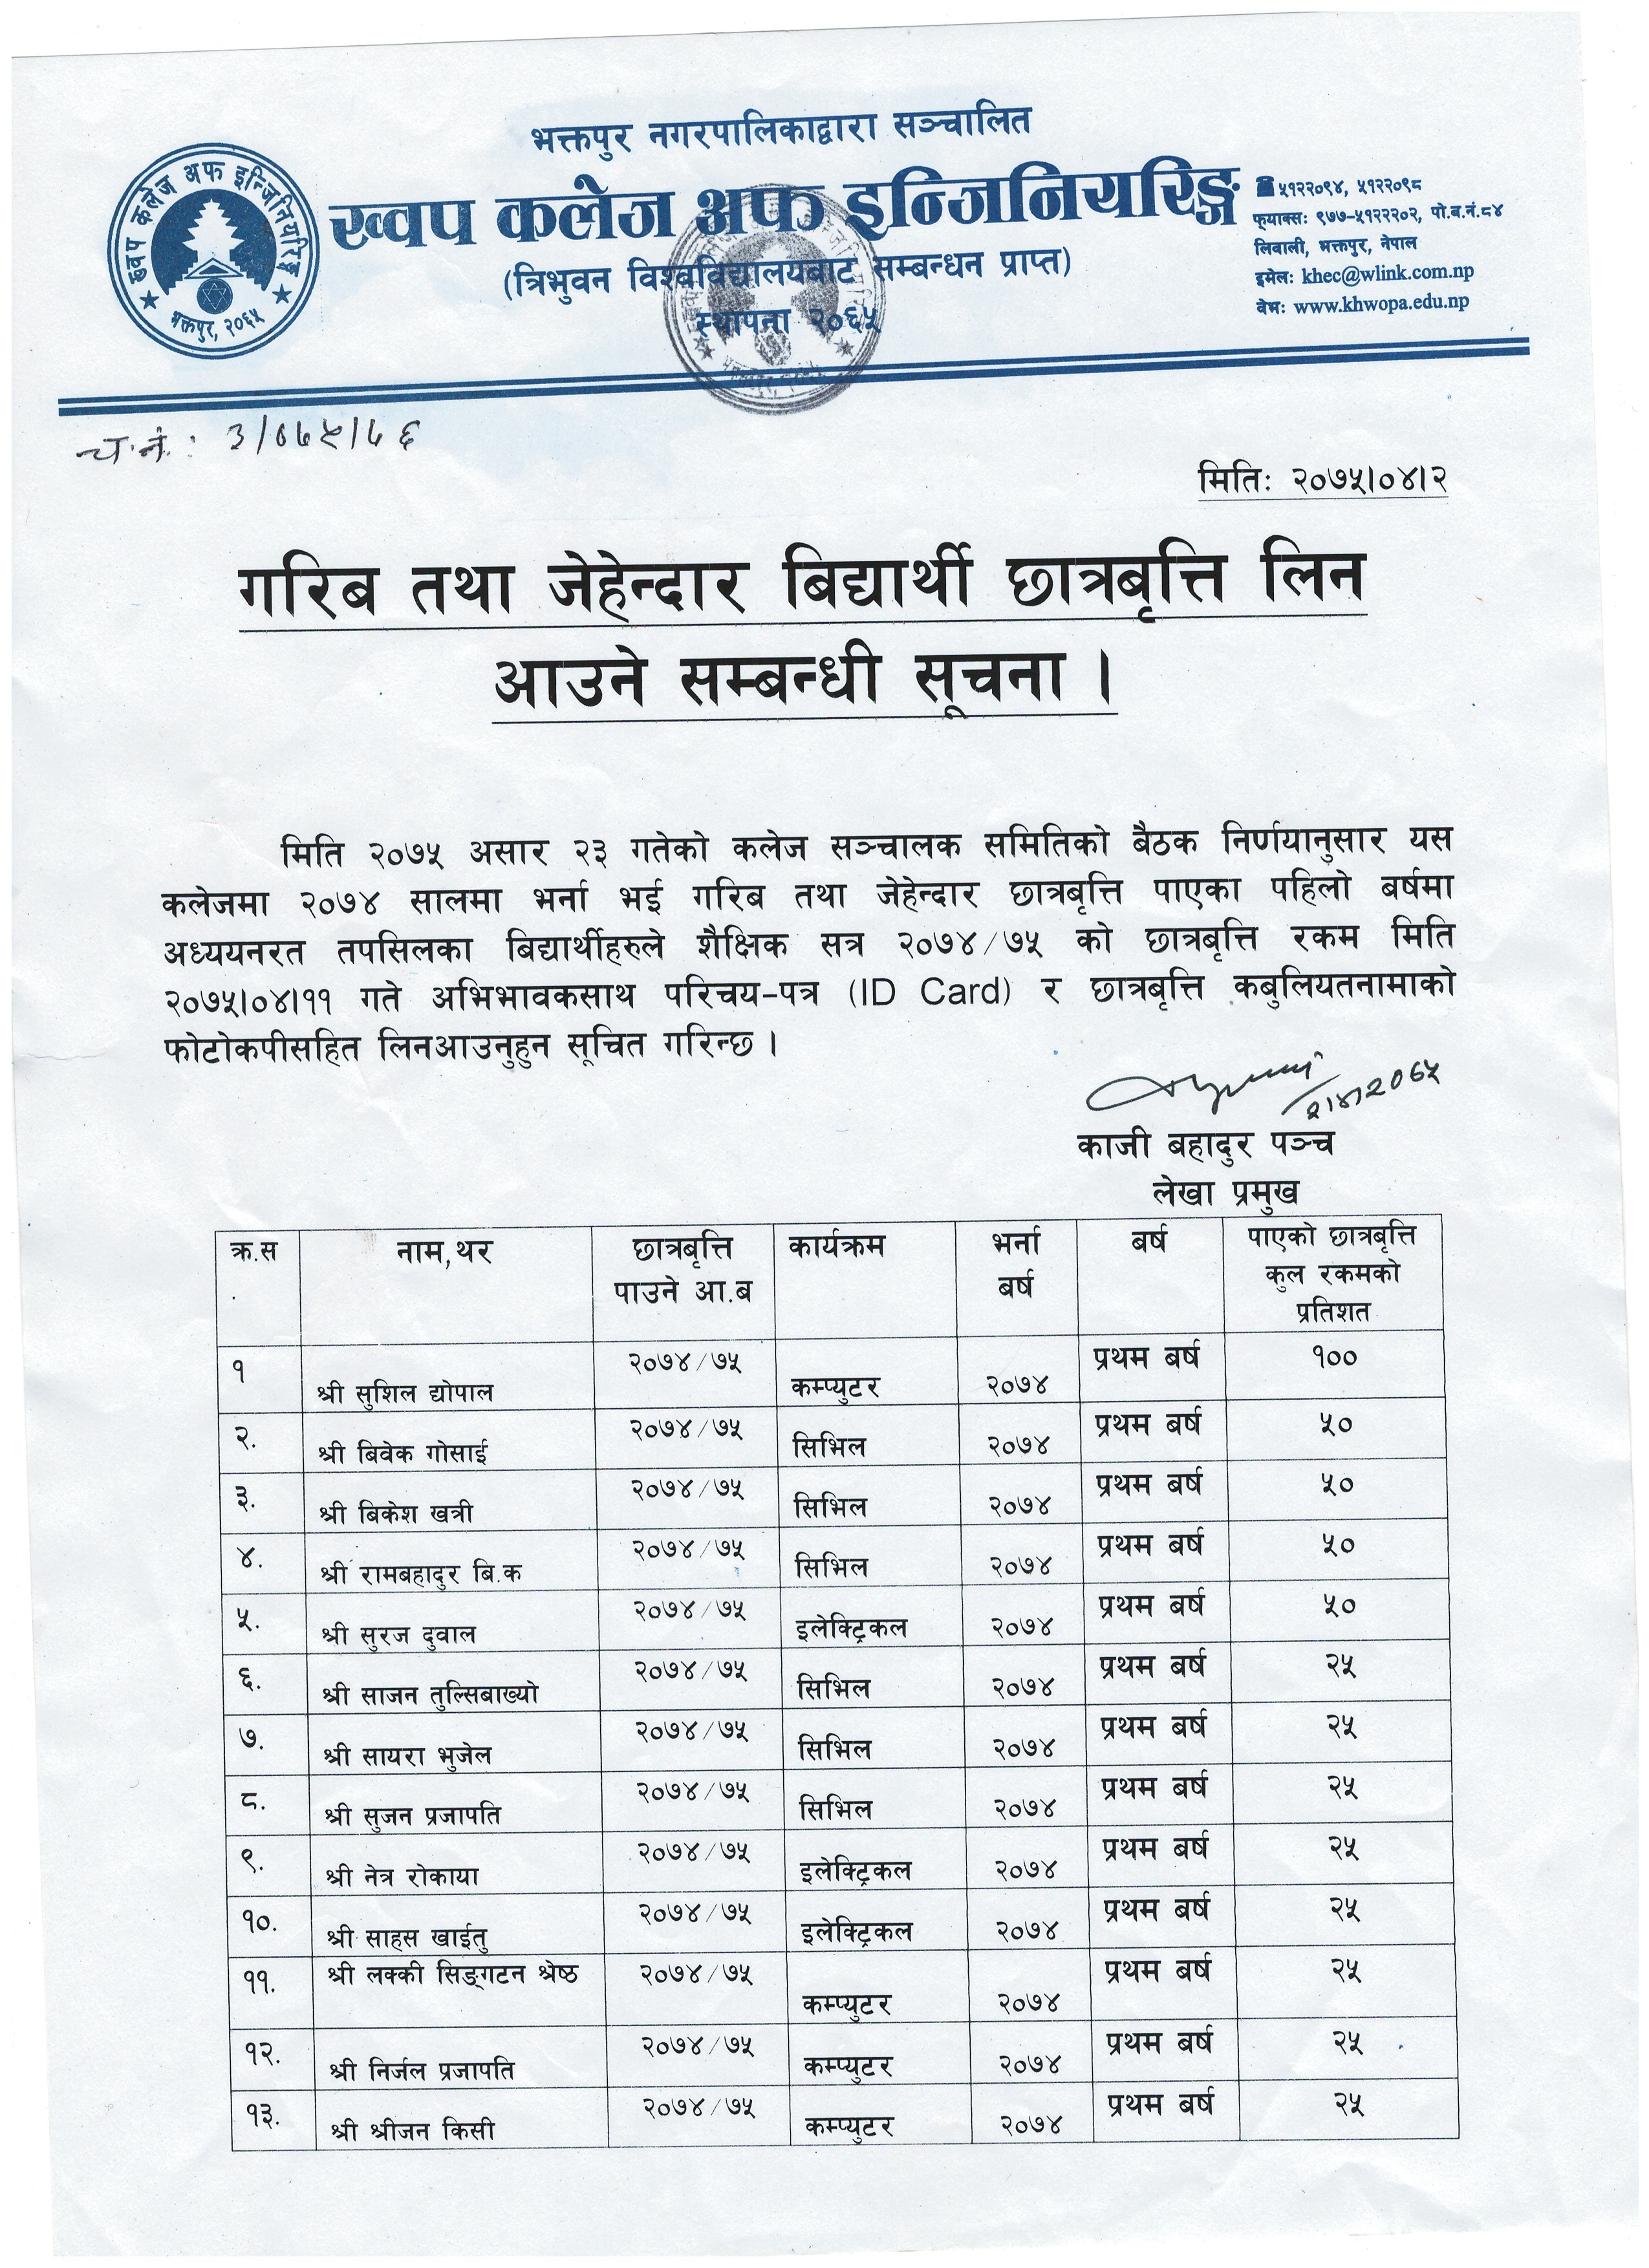 भक्तपुर नगरपालिकाद्वारा सञ्चालित
ख्वप कलेज अफ इन्जिनियरिङ्ग
(त्रिभुवन विश्वविद्यालयबाट सम्बन्धन प्राप्त)
स्थापना २०६५
ख्वप कलेज अफ इन्जिनियरिङ्ग
भक्तपुर, २०६५
५१२२०९४, ५१२२०९८
फ्याक्सः ९७७-५१२२२०२, पो.ब.नं.८४
लिवाली, भक्तपुर, नेपाल
इमेलः khec@wlink.com.np
वेभः www.khwopa.edu.np
च.नं.: ३/०७५/७६
मितिः २०७५।०४।२
गरिब तथा जेहेन्दार बिद्यार्थी छात्रबृत्ति लिन
आउने सम्बन्धी सूचना ।
मिति २०७५ असार २३ गतेको कलेज सञ्चालक समितिको बैठक निर्णयानुसार यस
कलेजमा २०७४ सालमा भर्ना भई गरिब तथा जेहेन्दार छात्रबृत्ति पाएका पहिलो बर्षमा
अध्ययनरत तपसिलका बिद्यार्थीहरुले शैक्षिक सत्र २०७४/७५ को छात्रबृत्ति रकम मिति
२०७५।०४।११ गते अभिभावकसाथ परिचय-पत्र (ID Card) र छात्रबृत्ति कबुलियतनामाको
फोटोकपीसहित लिनआउनुहुन सूचित गरिन्छ ।
२।४।२०७५
काजी बहादुर पञ्च
लेखा प्रमुख
क्र.स. नाम,थर छात्रबृत्ति पाउने आ.ब कार्यक्रम भर्ना बर्ष बर्ष पाएको छात्रबृत्ति कुल रकमको प्रतिशत
१ श्री सुशिल द्योपाल २०७४/७५ कम्प्युटर २०७४ प्रथम बर्ष १००
२. श्री बिवेक गोसाई २०७४/७५ सिभिल २०७४ प्रथम बर्ष ५०
३. श्री बिकेश खत्री २०७४/७५ सिभिल २०७४ प्रथम बर्ष ५०
४. श्री रामबहादुर बि.क २०७४/७५ सिभिल २०७४ प्रथम बर्ष ५०
५. श्री सुरज दुवाल २०७४/७५ इलेक्ट्रिकल २०७४ प्रथम बर्ष ५०
६. श्री साजन तुल्सिबाख्यो २०७४/७५ सिभिल २०७४ प्रथम बर्ष २५
७. श्री सायरा भुजेल २०७४/७५ सिभिल २०७४ प्रथम बर्ष २५
८. श्री सुजन प्रजापति २०७४/७५ सिभिल २०७४ प्रथम बर्ष २५
९. श्री नेत्र रोकाया २०७४/७५ इलेक्ट्रिकल २०७४ प्रथम बर्ष २५
१०. श्री साहस खाईतु २०७४/७५ इलेक्ट्रिकल २०७४ प्रथम बर्ष २५
११. श्री लक्की सिङ्गटन श्रेष्ठ २०७४/७५ कम्प्युटर २०७४ प्रथम बर्ष २५
१२. श्री निर्जल प्रजापति २०७४/७५ कम्प्युटर २०७४ प्रथम बर्ष २५
१३. श्री श्रीजन किसी २०७४/७५ कम्प्युटर २०७४ प्रथम बर्ष २५